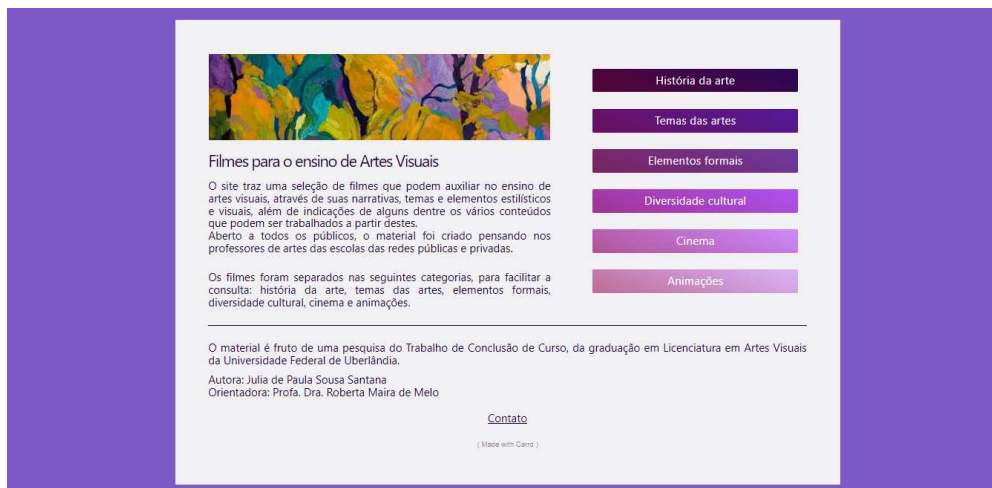 Filmes para o ensino de Artes Visuais
O site traz uma seleção de filmes que podem auxiliar no ensino de
artes visuais, através de suas narrativas, temas e elementos estilísticos
e visuais, além de indicações de alguns dentre os vários conteúdos
que podem ser trabalhados a partir destes.
Aberto a todos os públicos, o material foi criado pensando nos
professores de artes das escolas das redes públicas e privadas.
Os filmes foram separados nas seguintes categorias, para facilitar a
consulta: história da arte, temas das artes, elementos formais,
diversidade cultural, cinema e animações.
História da arte
Temas das artes
Elementos formais
Diversidade cultural
Cinema
Animações
O material é fruto de uma pesquisa do Trabalho de Conclusão de Curso, da graduação em Licenciatura em Artes Visuais
da Universidade Federal de Uberlândia.
Autora: Julia de Paula Sousa Santana
Orientadora: Profa. Dra. Roberta Maira de Melo
Contato
( Made with Carrd )